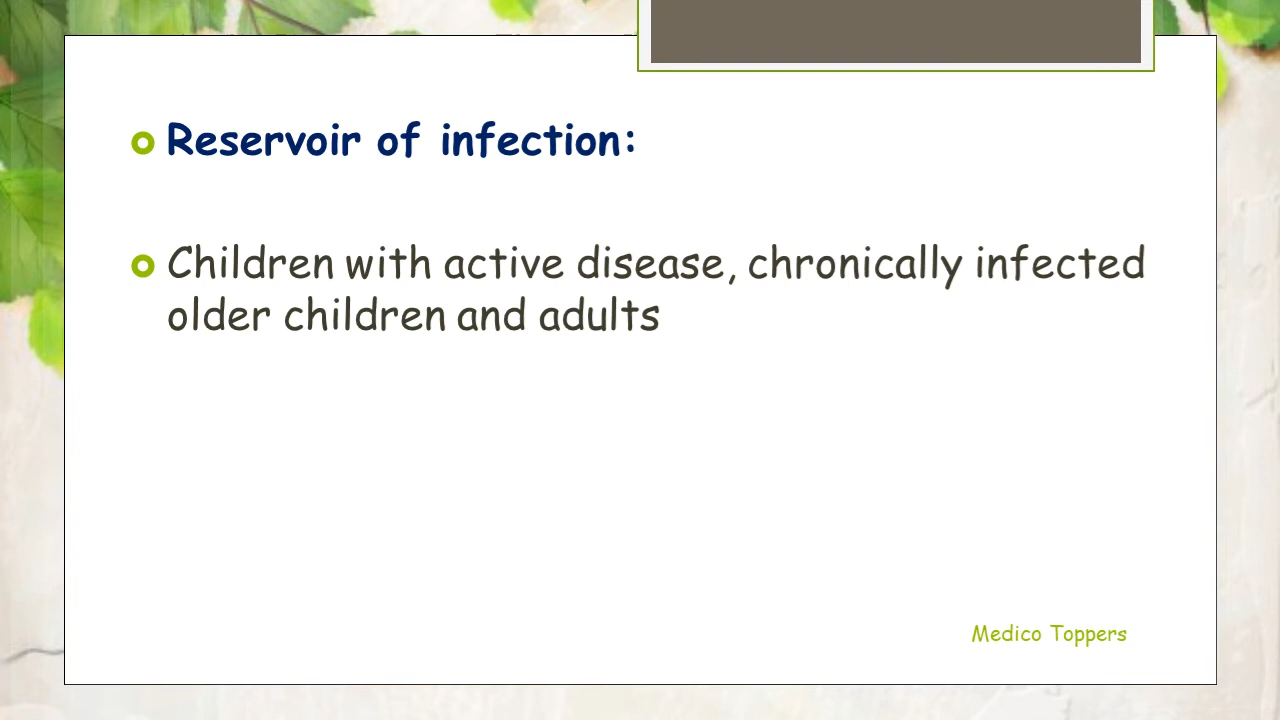 Reservoir of infection:
Children with active disease, chronically infected
older children and adults
Medico Toppers